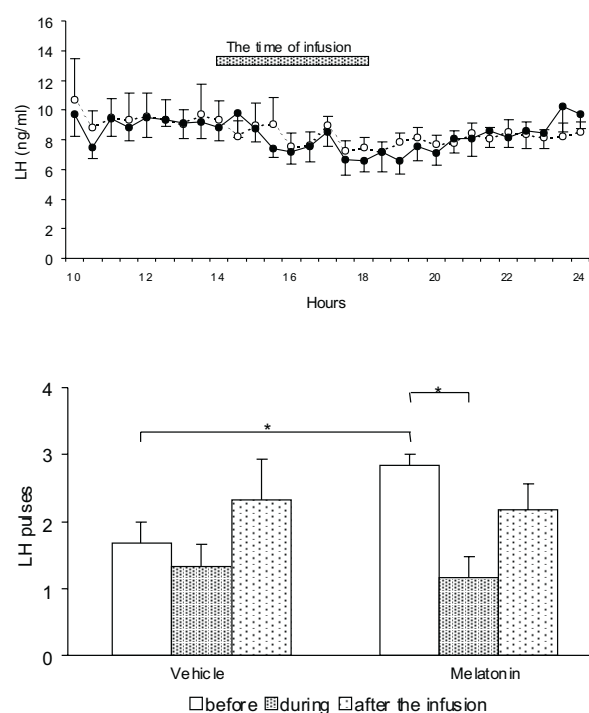 16
14
The time of infusion
12
10
8
6
4
2
0
LH (ng/ml)
10 12 14 16 18 20 22 24
Hours
4
*
3
*
2
1
0
LH pulses
Vehicle Melatonin
before during after the infusion